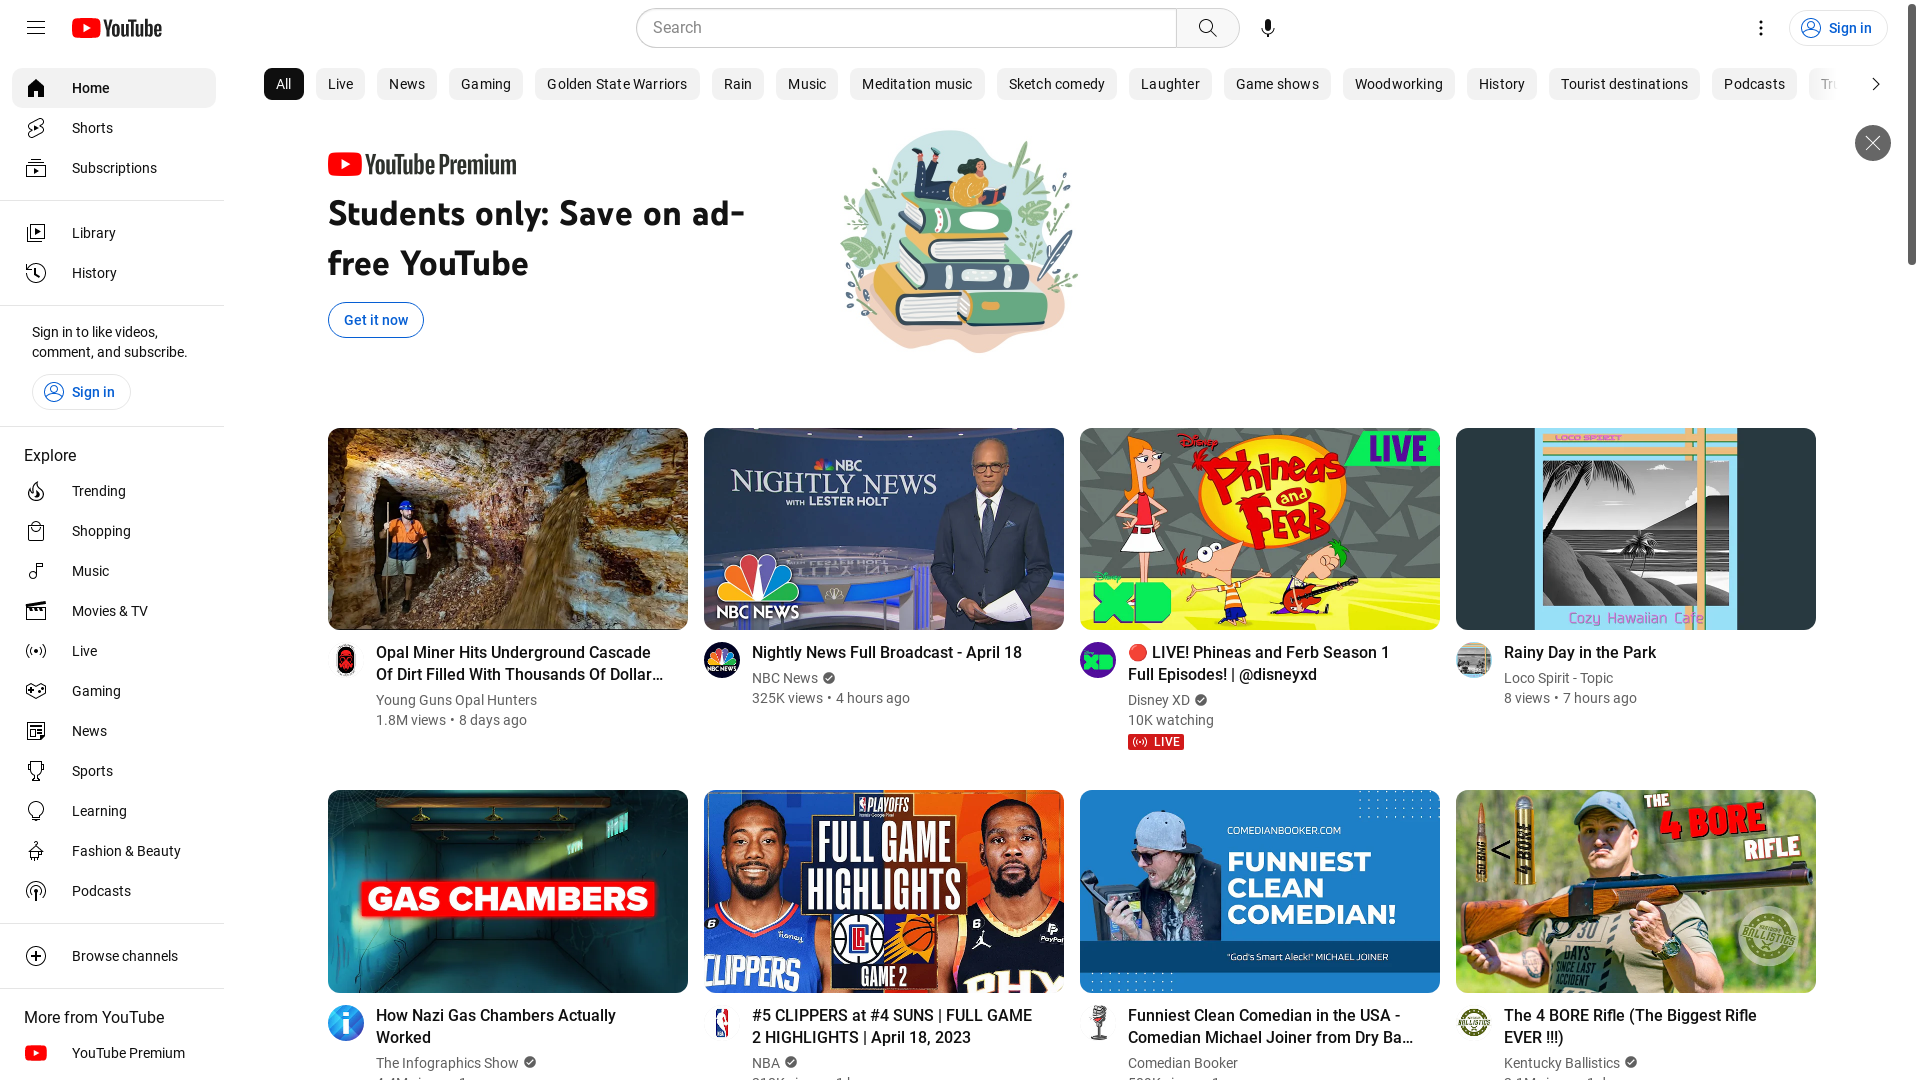 YouTube
Search
Sign in
Home
Shorts
Subscriptions
Library
History
Sign in to like videos,
comment, and subscribe.
Sign in
Explore
Trending
Shopping
Music
Movies & TV
Live
Gaming
News
Sports
Learning
Fashion & Beauty
Podcasts
Browse channels
More from YouTube
YouTube Premium
All Live News Gaming Golden State Warriors Rain Music Meditation music Sketch comedy Laughter Game shows Woodworking History Tourist destinations Podcasts
YouTube Premium
Students only: Save on ad-
free YouTube
Get it now
Opal Miner Hits Underground Cascade
Of Dirt Filled With Thousands Of Dollar…
Young Guns Opal Hunters
1.8M views • 8 days ago
NBC
NIGHTLY NEWS
WITH LESTER HOLT
NBC NEWS
NBC NEWS
Nightly News Full Broadcast - April 18
NBC News
325K views • 4 hours ago
Disney
Phineas
and
Ferb
LIVE
Disney
XD
XD
🔴 LIVE! Phineas and Ferb Season 1
Full Episodes! | @disneyxd
Disney XD
10K watching
LIVE
LOCO SPIRIT
Cozy Hawaiian Cafe
Rainy Day in the Park
Loco Spirit - Topic
8 views • 7 hours ago
GAS CHAMBERS
How Nazi Gas Chambers Actually
Worked
The Infographics Show
PLAYOFFS
FULL GAME
HIGHLIGHTS
CLIPPERS
LA
GAME 2
PHX
PayPal
#5 CLIPPERS at #4 SUNS | FULL GAME
2 HIGHLIGHTS | April 18, 2023
NBA
COMEDIANBOOKER.COM
FUNNIEST
CLEAN
COMEDIAN!
"God's Smart Aleck!" MICHAEL JOINER
Funniest Clean Comedian in the USA -
Comedian Michael Joiner from Dry Ba…
Comedian Booker
THE
4 BORE
RIFLE
50 BMG
<
4 BORE
30
DAYS
SINCE LAST
ACCIDENT
BALLISTICS
BALLISTICS
The 4 BORE Rifle (The Biggest Rifle
EVER !!!)
Kentucky Ballistics